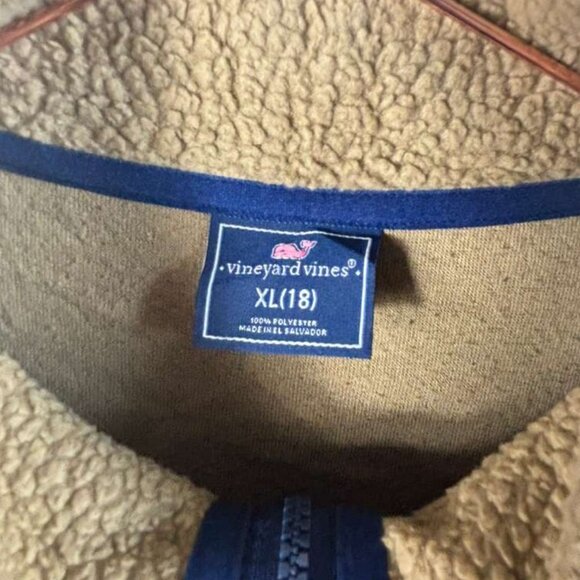 vineyard vines®
XL(18)
100% POLYESTER
MADE IN EL SALVADOR